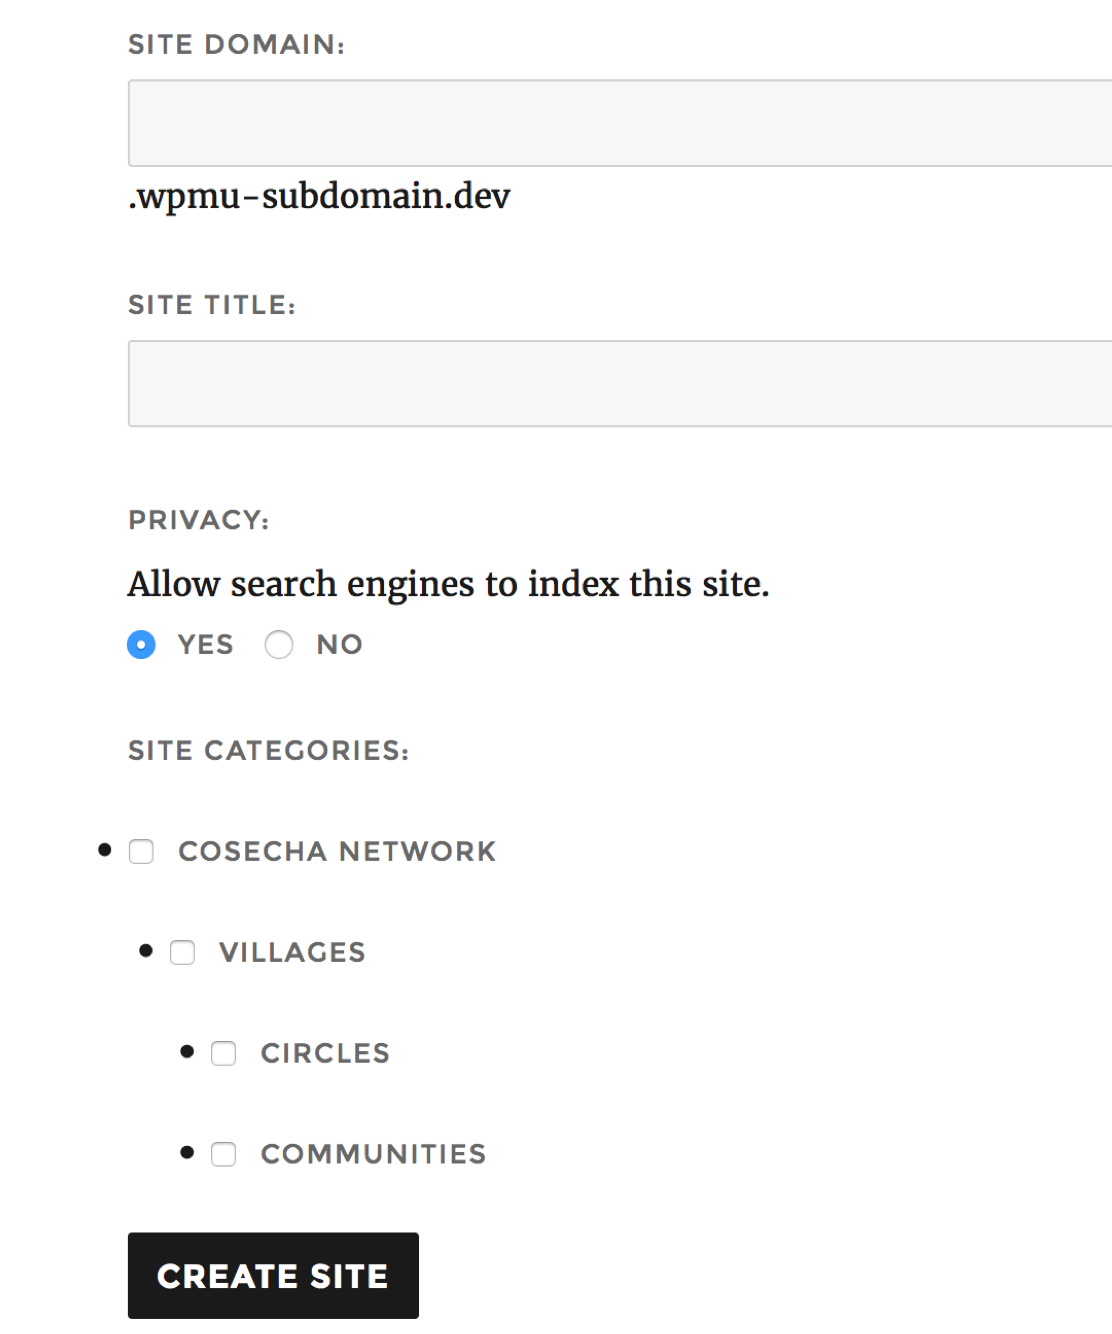 SITE DOMAIN:
.wpmu-subdomain.dev
SITE TITLE:
PRIVACY:
Allow search engines to index this site.
YES NO
SITE CATEGORIES:
COSECHA NETWORK
VILLAGES
CIRCLES
COMMUNITIES
CREATE SITE